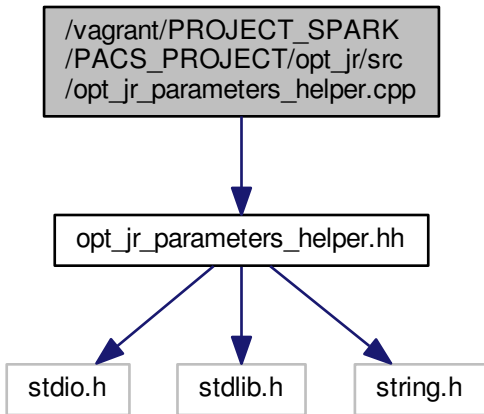 /vagrant/PROJECT_SPARK
/PACS_PROJECT/opt_jr/src
/opt_jr_parameters_helper.cpp
opt_jr_parameters_helper.hh
stdio.h
stdlib.h
string.h